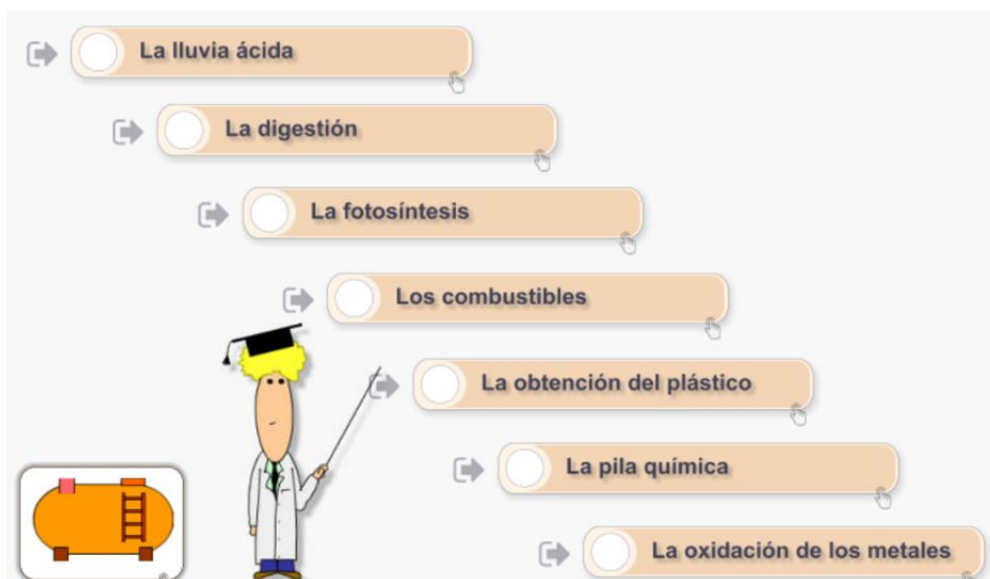 La lluvia ácida
La digestión
La fotosíntesis
Los combustibles
La obtención del plástico
La pila química
La oxidación de los metales